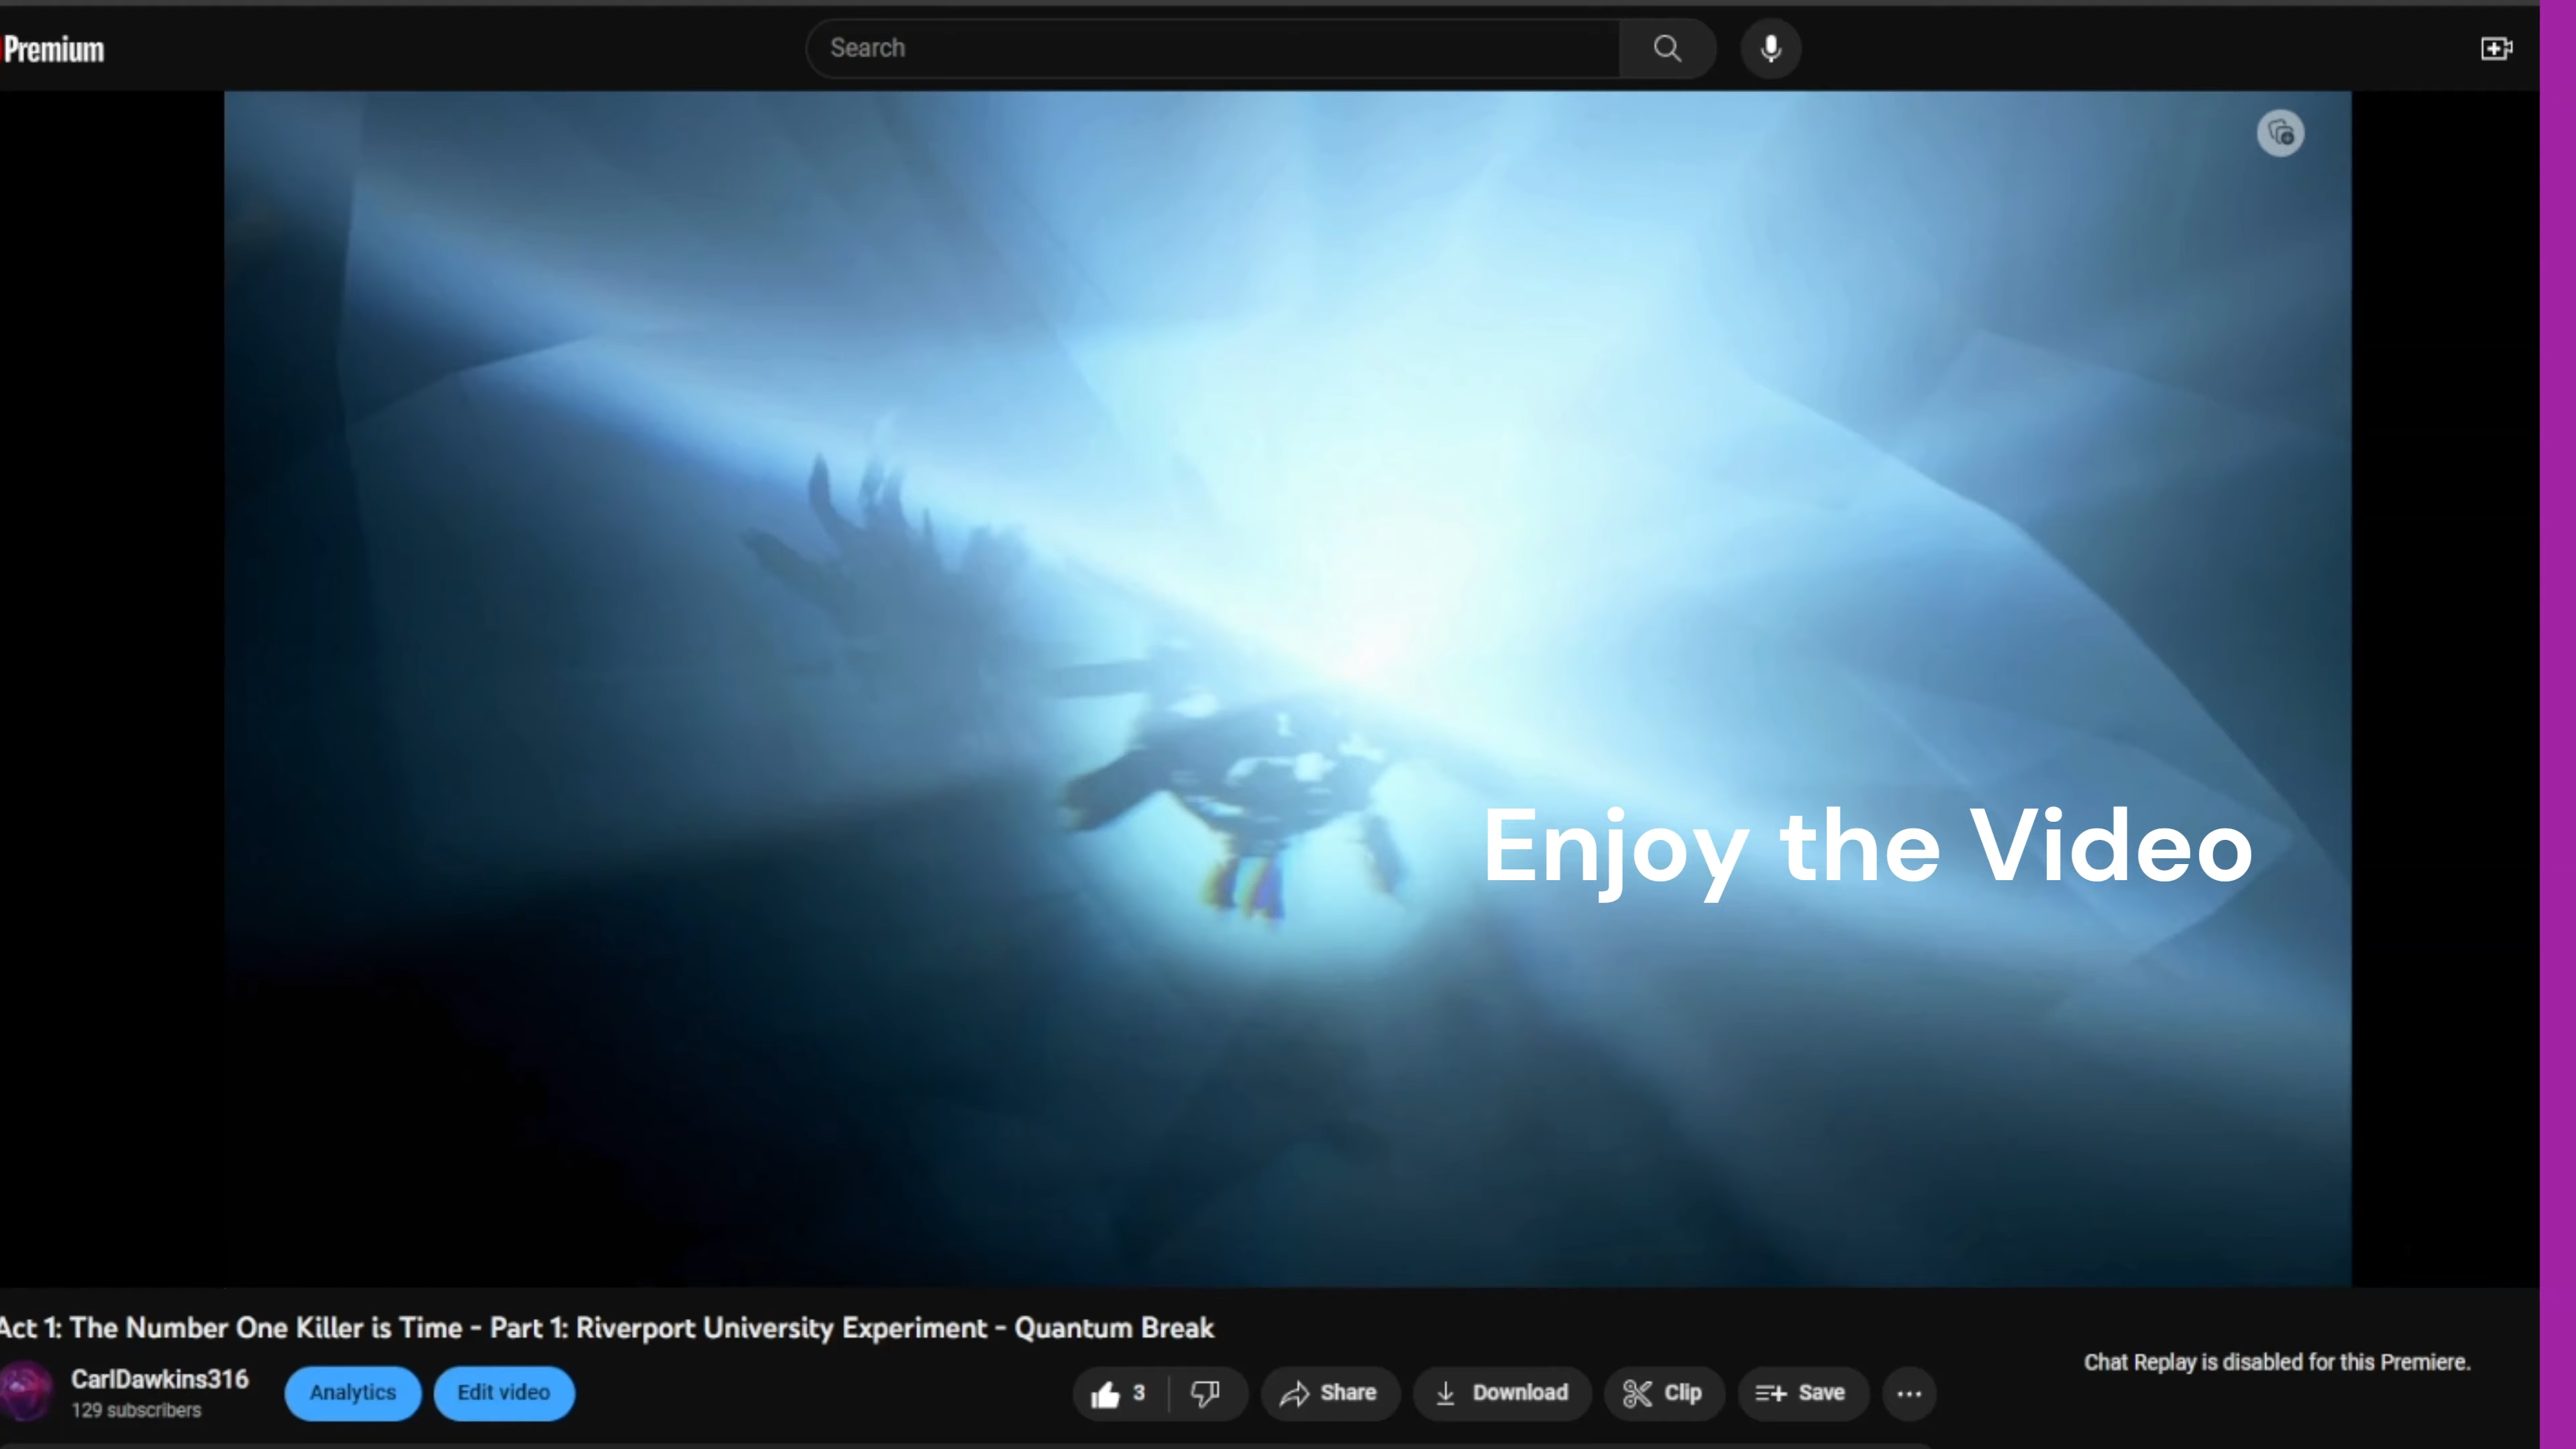 Premium
Search
Enjoy the Video
Act 1: The Number One Killer is Time - Part 1: Riverport University Experiment - Quantum Break
CarlDawkins316
129 subscribers
Analytics
Edit video
3
Share
Download
Clip
Save
Chat Replay is disabled for this Premiere.